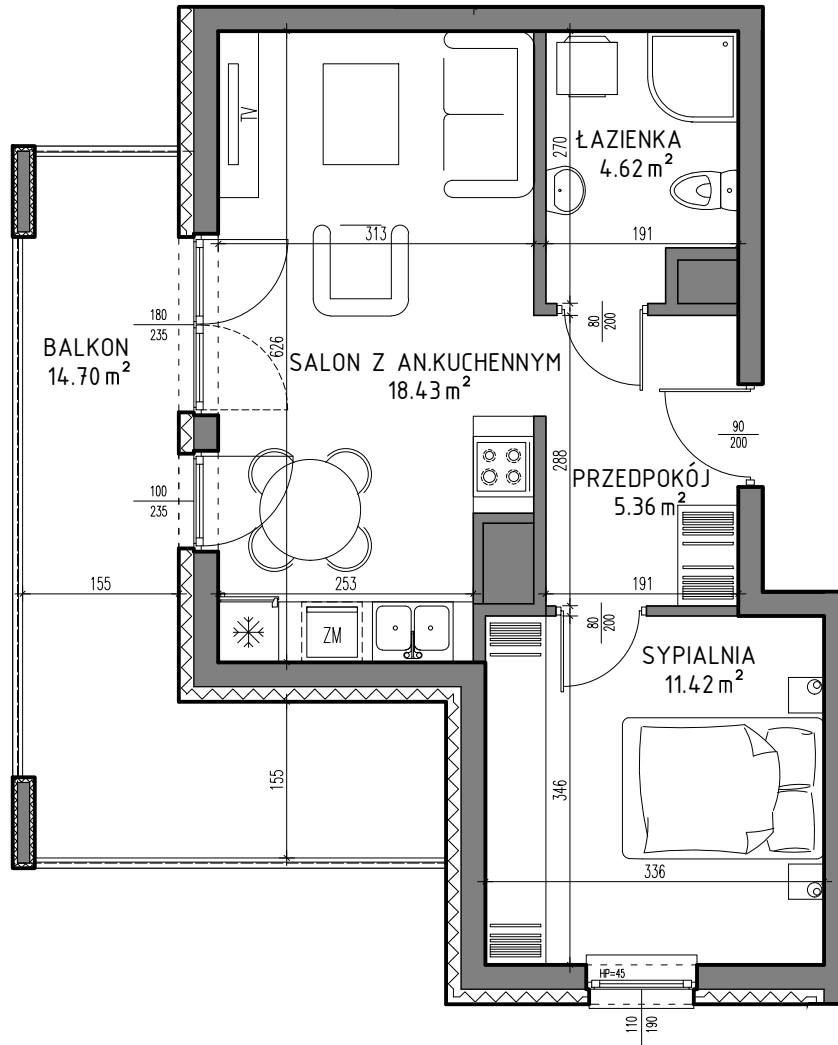 TV
ŁAZIENKA
4.62 m²
270
313
191
180
235
BALKON
14.70 m²
626
SALON Z AN.KUCHENNYM
18.43 m²
80
200
90
200
288
PRZEDPOKÓJ
5.36 m²
100
235
155
253
191
ZM
80
200
SYPIALNIA
11.42 m²
155
346
336
HP=45
110
190